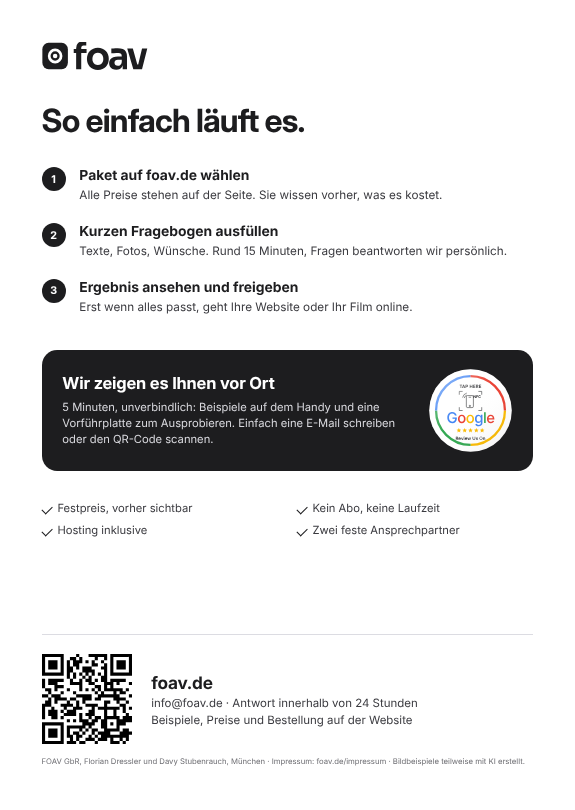 foav
So einfach läuft es.
1 Paket auf foav.de wählen
Alle Preise stehen auf der Seite. Sie wissen vorher, was es kostet.
2 Kurzen Fragebogen ausfüllen
Texte, Fotos, Wünsche. Rund 15 Minuten, Fragen beantworten wir persönlich.
3 Ergebnis ansehen und freigeben
Erst wenn alles passt, geht Ihre Website oder Ihr Film online.
Wir zeigen es Ihnen vor Ort
5 Minuten, unverbindlich: Beispiele auf dem Handy und eine
Vorführplatte zum Ausprobieren. Einfach eine E-Mail schreiben
oder den QR-Code scannen.
TAP HERE
NFC
Google
Review Us On
Festpreis, vorher sichtbar
Kein Abo, keine Laufzeit
Hosting inklusive
Zwei feste Ansprechpartner
foav.de
info@foav.de · Antwort innerhalb von 24 Stunden
Beispiele, Preise und Bestellung auf der Website
FOAV GbR, Florian Dressler und Davy Stubenrauch, München · Impressum: foav.de/impressum · Bildbeispiele teilweise mit KI erstellt.